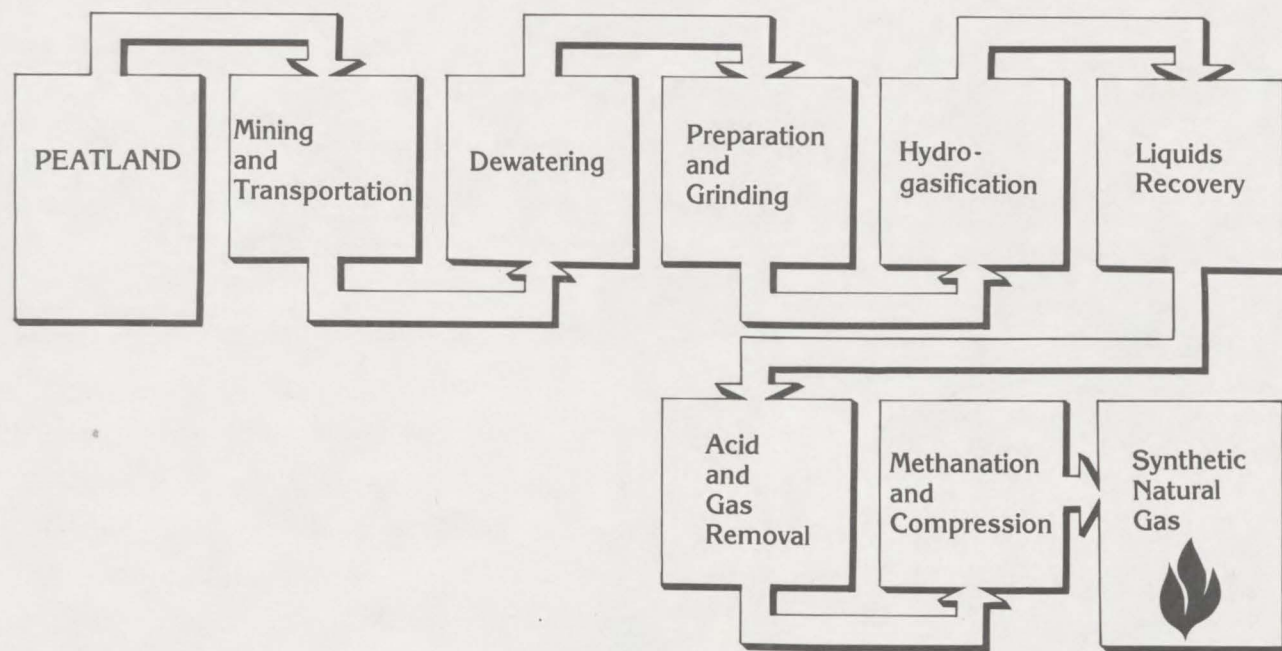 PEATLAND
Mining
and
Transportation
Dewatering
Preparation
and
Grinding
Hydro-
gasification
Liquids
Recovery
Acid
and
Gas
Removal
Methanation
and
Compression
Synthetic
Natural
Gas